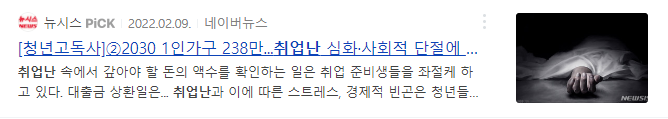 뉴시스 NEWSIS 뉴시스 PiCK 2022.02.09. 네이버뉴스
[청년고독사]②2030 1인가구 238만...취업난 심화·사회적 단절에 ...
취업난 속에서 갚아야 할 돈의 액수를 확인하는 일은 취업 준비생들을 좌절케 하
고 있다. 대출금 상환일은... 취업난과 이에 따른 스트레스, 경제적 빈곤은 청년들...
NEWSIS